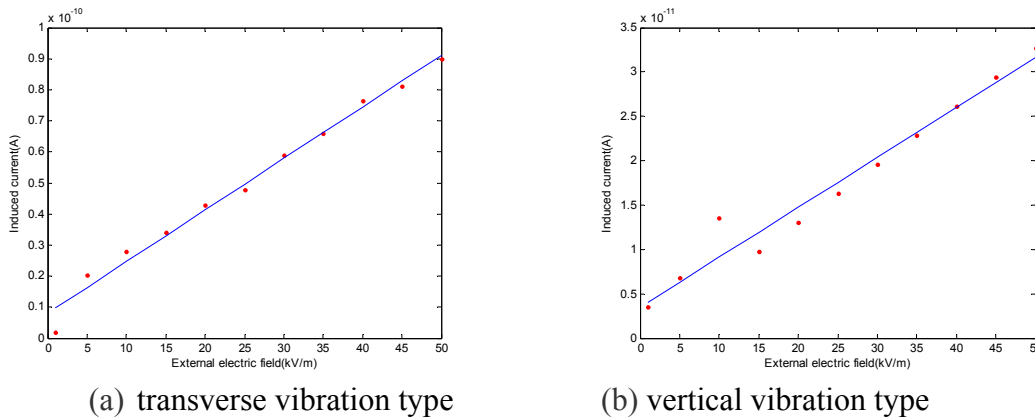 x 10^-10
1
0.9
0.8
0.7
0.6
0.5
0.4
0.3
0.2
0.1
0
0 5 10 15 20 25 30 35 40 45 50
Induced current(A)
External electric field(kV/m)
(a) transverse vibration type
x 10^-11
3.5
3
2.5
2
1.5
1
0.5
0
0 5 10 15 20 25 30 35 40 45 50
Induced current(A)
External electric field(kV/m)
(b) vertical vibration type